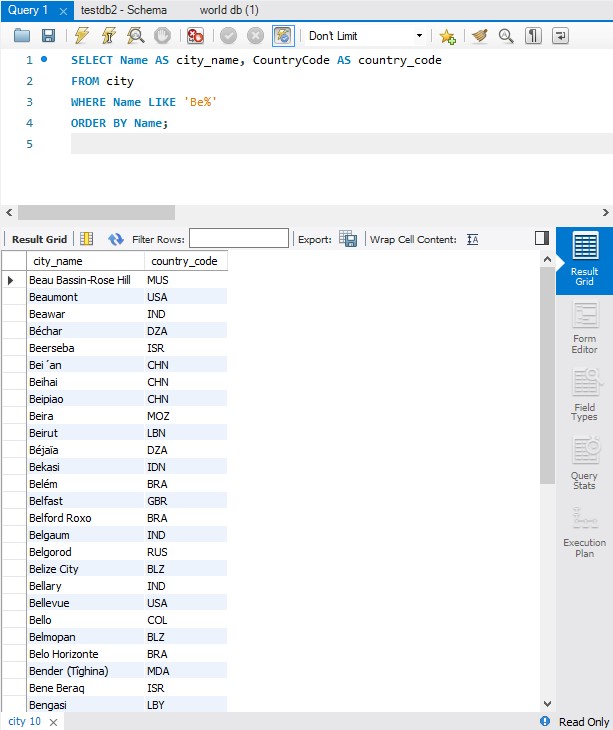 Query 1 testdb2 - Schema world db (1)
Don't Limit
1 SELECT Name AS city_name, CountryCode AS country_code
2 FROM city
3 WHERE Name LIKE 'Be%'
4 ORDER BY Name;
5
Result Grid Filter Rows: Export: Wrap Cell Content: IA
city_name country_code
Beau Bassin-Rose Hill MUS
Beaumont USA
Beawar IND
Béchar DZA
Beerseba ISR
Bei´an CHN
Beihai CHN
Beipiao CHN
Beira MOZ
Beirut LBN
Béjaïa DZA
Bekasi IDN
Belém BRA
Belfast GBR
Belford Roxo BRA
Belgaum IND
Belgorod RUS
Belize City BLZ
Bellary IND
Bellevue USA
Bello COL
Belmopan BLZ
Belo Horizonte BRA
Bender (Tîghina) MDA
Bene Beraq ISR
Bengasi LBY
Result
Grid
Form
Editor
Field
Types
Query
Stats
Execution
Plan
city 10 Read Only